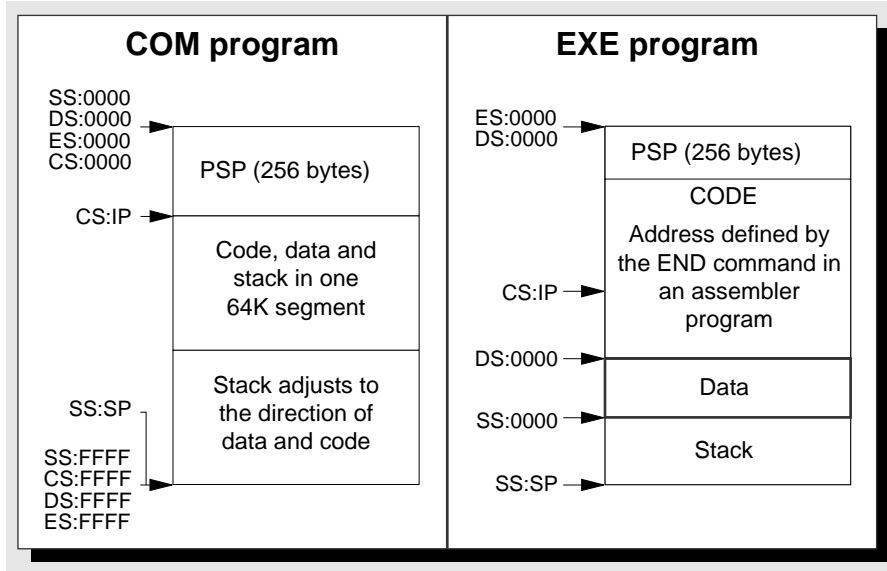 COM program
SS:0000
DS:0000
ES:0000
CS:0000
PSP (256 bytes)
CS:IP
Code, data and
stack in one
64K segment
Stack adjusts to
the direction of
data and code
SS:SP
SS:FFFF
CS:FFFF
DS:FFFF
ES:FFFF
EXE program
ES:0000
DS:0000
PSP (256 bytes)
CODE
Address defined by
the END command in
an assembler
program
CS:IP
DS:0000
Data
SS:0000
Stack
SS:SP